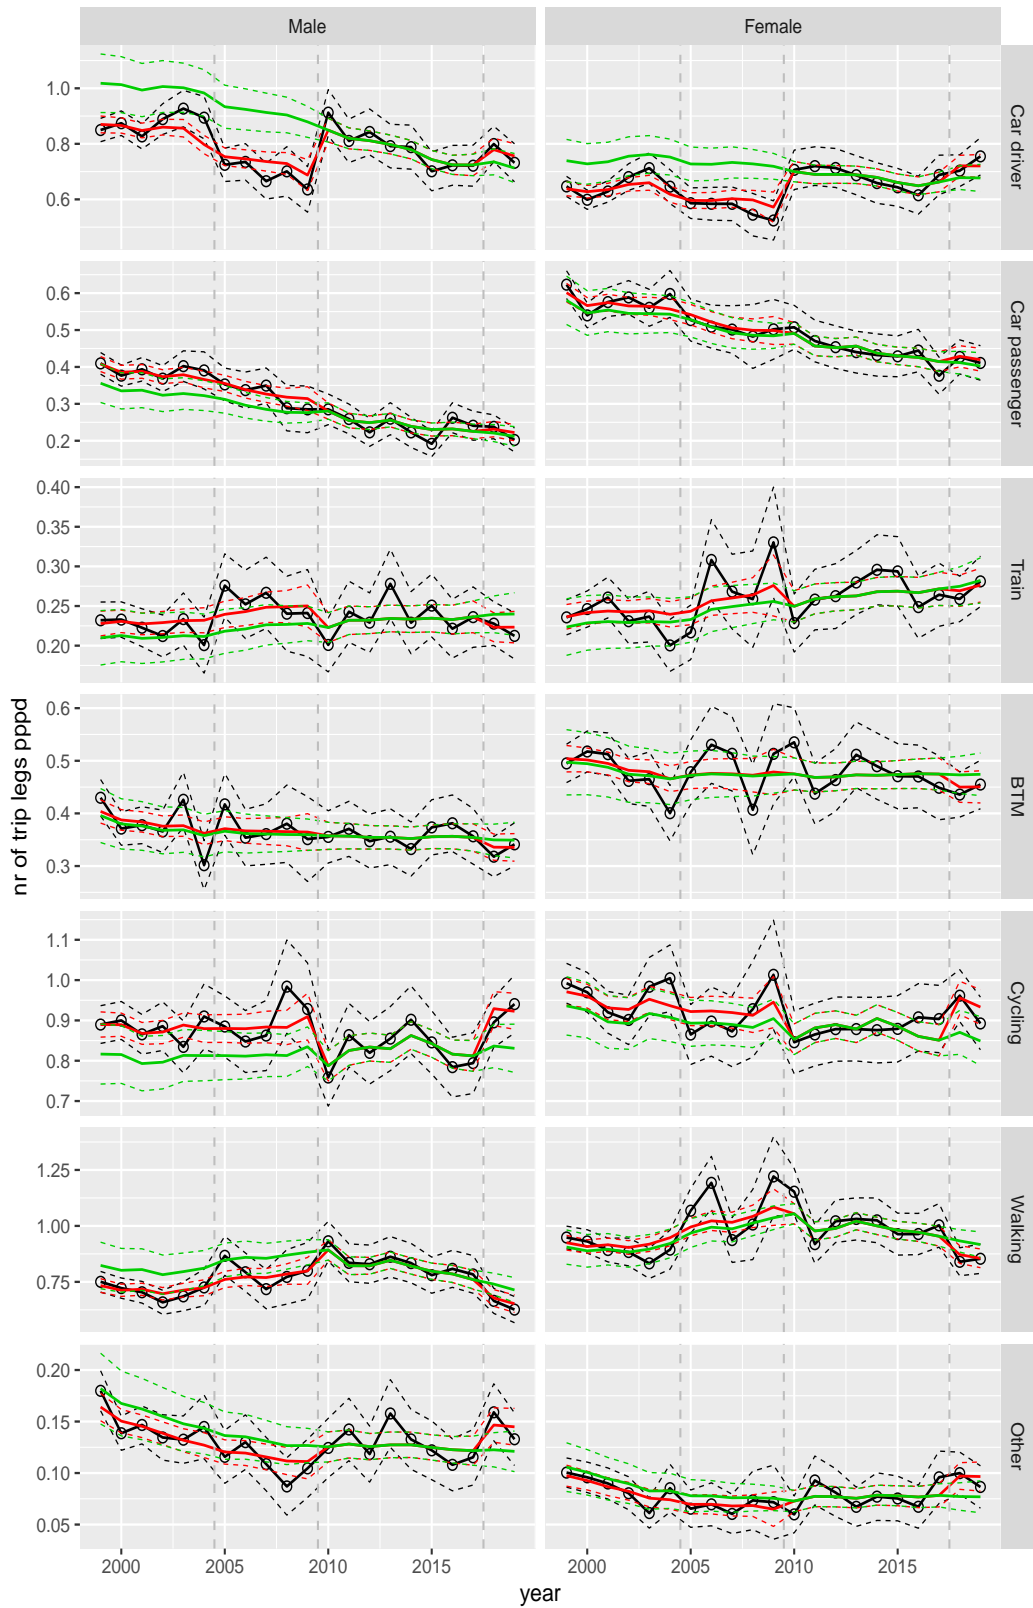 Male Female
1.0
0.8
0.6
Car driver
0.6
0.5
0.4
0.3
0.2
Car passenger
0.40
0.35
0.30
0.25
0.20
Train
0.6
0.5
0.4
0.3
BTM
1.1
1.0
0.9
0.8
0.7
Cycling
1.25
1.00
0.75
Walking
0.20
0.15
0.10
0.05
Other
nr of trip legs pppd
2000 2005 2010 2015 2000 2005 2010 2015
year